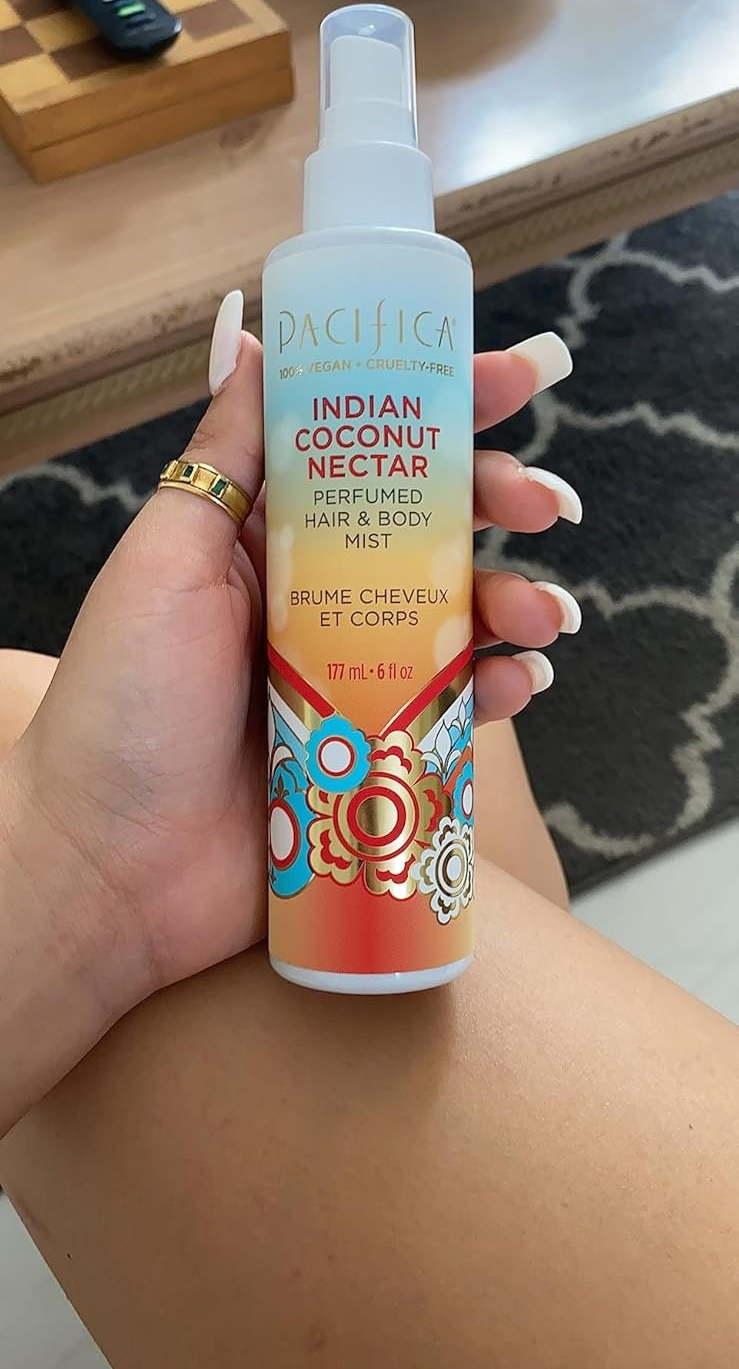 PACIFICA®
100% VEGAN • CRUELTY-FREE
INDIAN
COCONUT
NECTAR
PERFUMED
HAIR & BODY
MIST
BRUME CHEVEUX
ET CORPS
177 mL • 6 fl oz